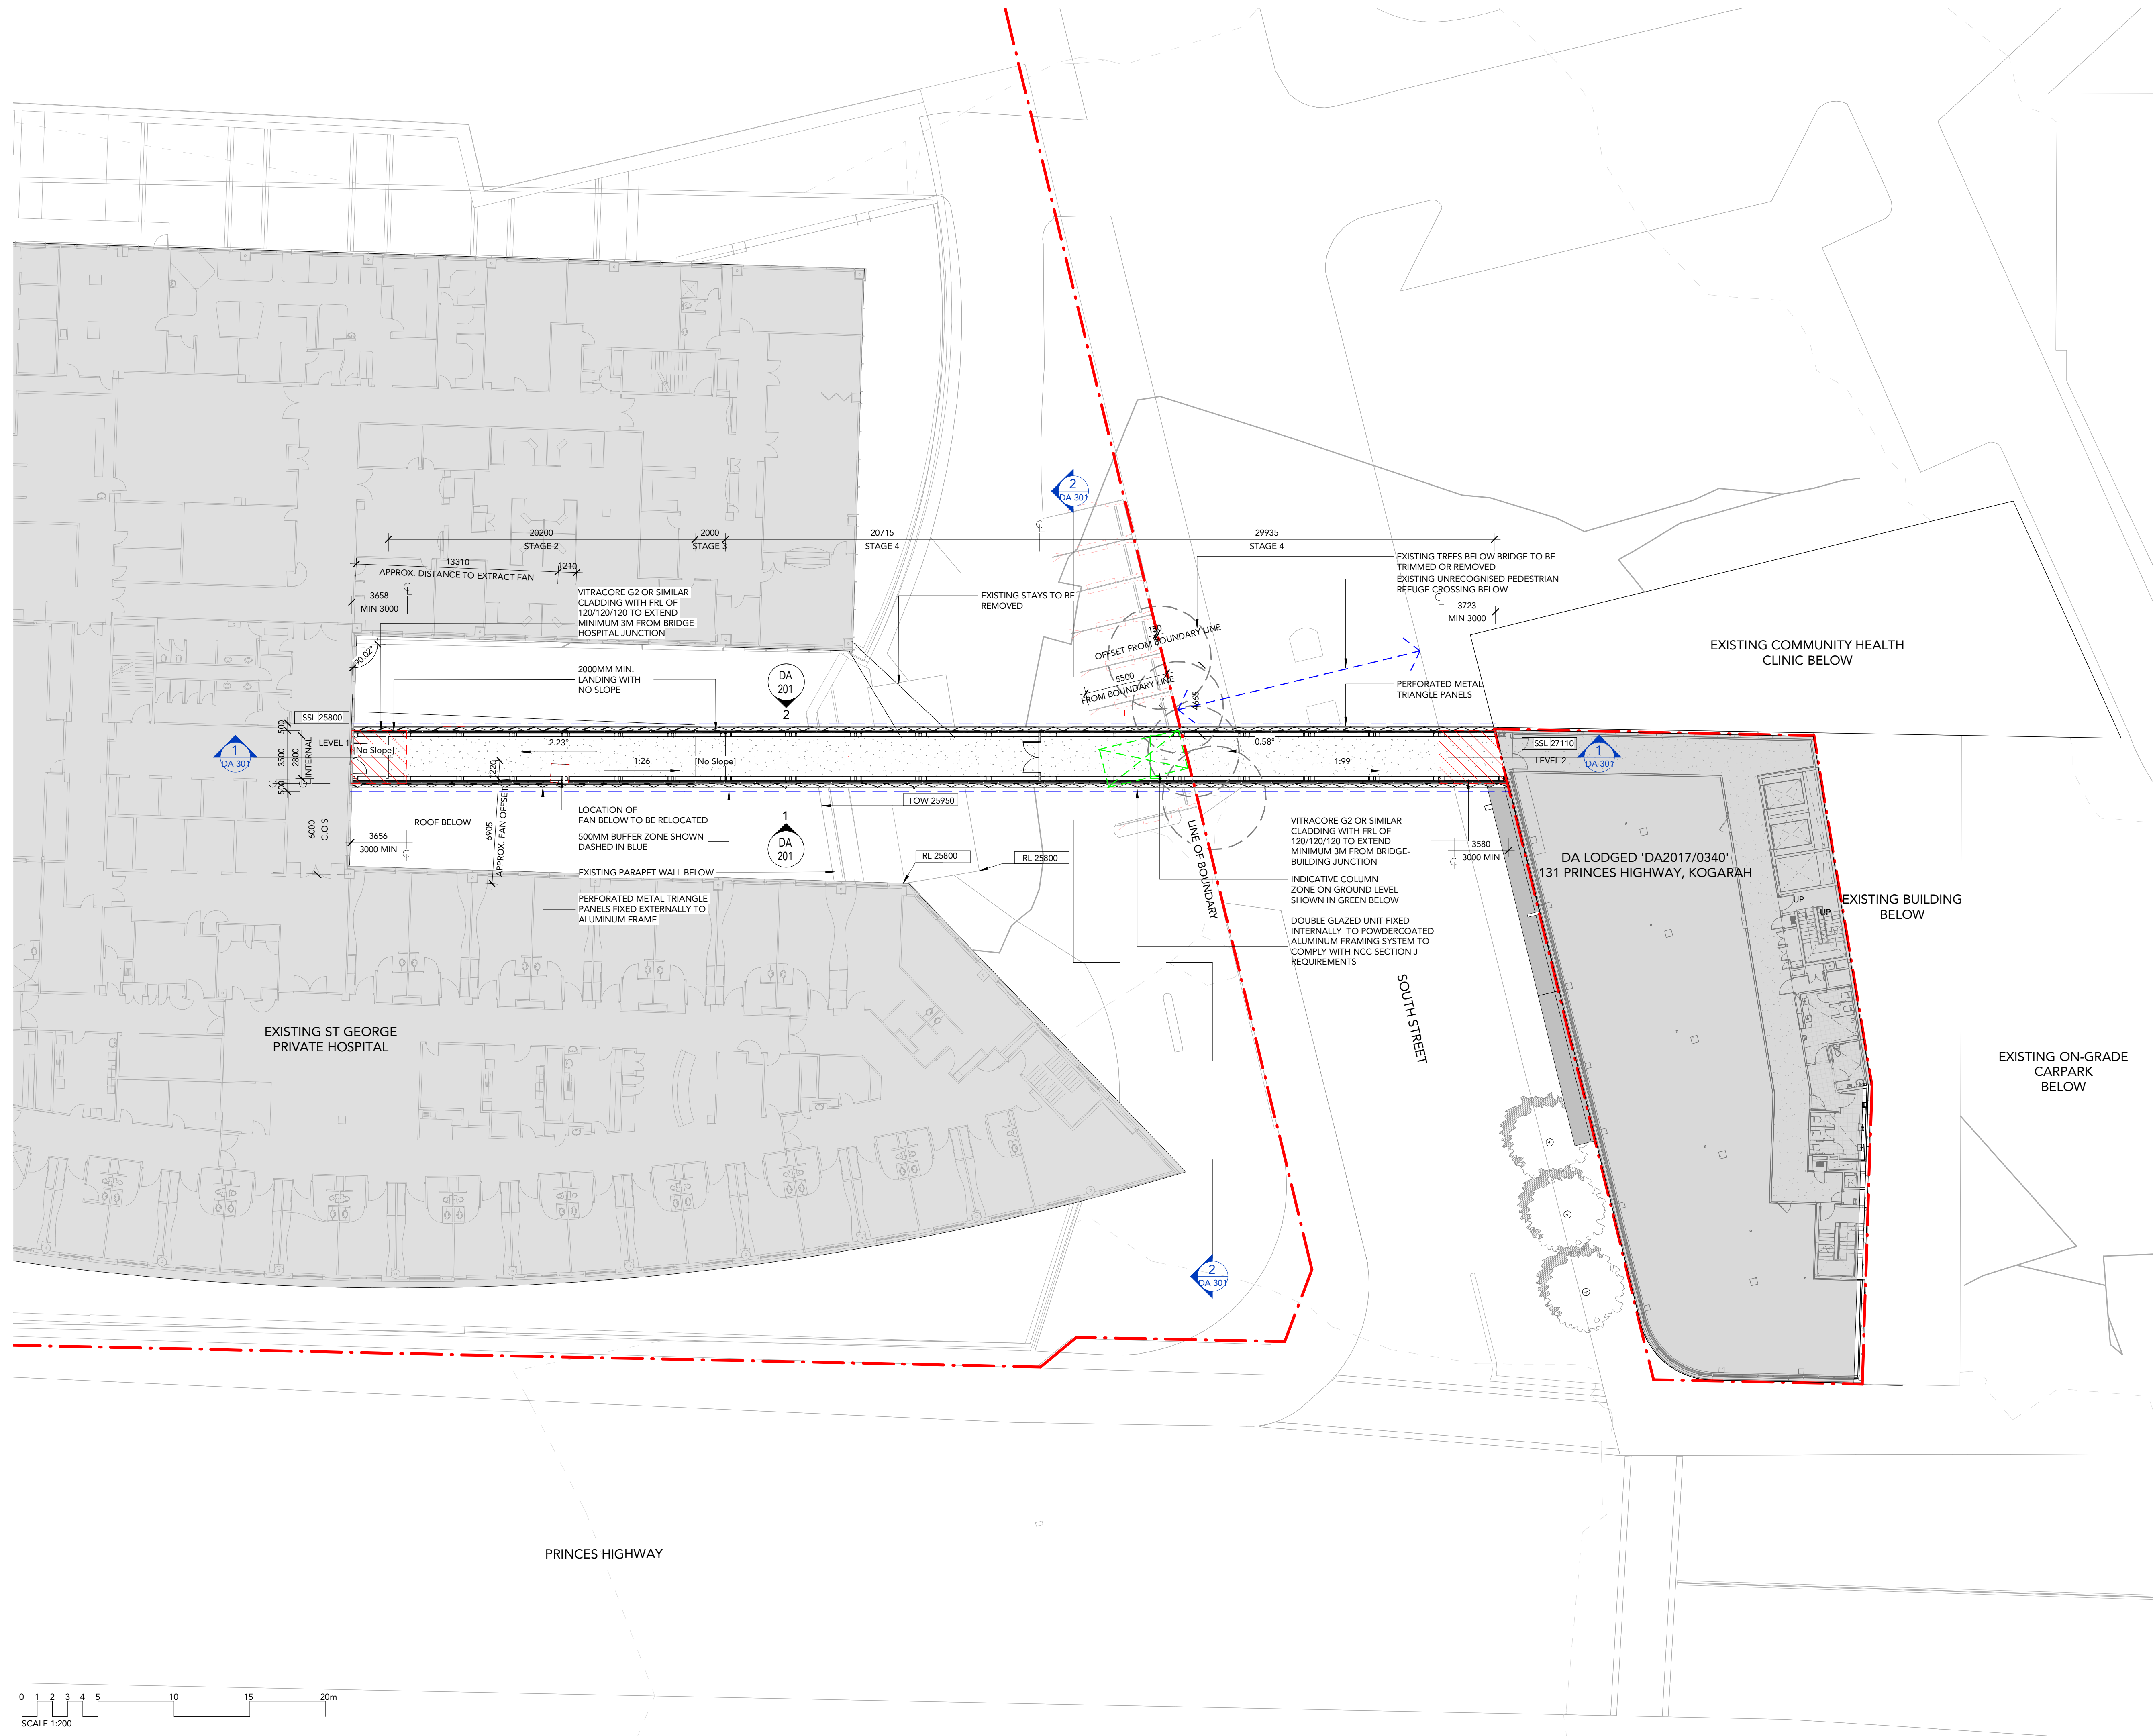 2
DA 301
20200
STAGE 2
2000
STAGE 3
20715
STAGE 4
29935
STAGE 4
13310
APPROX. DISTANCE TO EXTRACT FAN
1210
3658
MIN 3000
VITRACORE G2 OR SIMILAR
CLADDING WITH FRL OF
120/120/120 TO EXTEND
MINIMUM 3M FROM BRIDGE-
HOSPITAL JUNCTION
EXISTING STAYS TO BE
REMOVED
EXISTING TREES BELOW BRIDGE TO BE
TRIMMED OR REMOVED
EXISTING UNRECOGNISED PEDESTRIAN
REFUGE CROSSING BELOW
3723
MIN 3000
150
OFFSET FROM BOUNDARY LINE
5500
FROM BOUNDARY LINE
4665
EXISTING COMMUNITY HEALTH
CLINIC BELOW
90.02°
2000MM MIN.
LANDING WITH
NO SLOPE
DA
201
2
PERFORATED METAL
TRIANGLE PANELS
SSL 25800
LEVEL 1
[No Slope]
500
3500
2800
INTERNAL
500
1
DA 301
2.23°
1:26
[No Slope]
1220
0.58°
1:99
SSL 27110
LEVEL 2
1
DA 301
6000
C.O.S
ROOF BELOW
3656
3000 MIN
6905
APPROX. FAN OFFSET
LOCATION OF
FAN BELOW TO BE RELOCATED
500MM BUFFER ZONE SHOWN
DASHED IN BLUE
EXISTING PARAPET WALL BELOW
PERFORATED METAL TRIANGLE
PANELS FIXED EXTERNALLY TO
ALUMINUM FRAME
1
DA
201
TOW 25950
RL 25800
RL 25800
LINE OF BOUNDARY
VITRACORE G2 OR SIMILAR
CLADDING WITH FRL OF
120/120/120 TO EXTEND
MINIMUM 3M FROM BRIDGE-
BUILDING JUNCTION
3580
3000 MIN
INDICATIVE COLUMN
ZONE ON GROUND LEVEL
SHOWN IN GREEN BELOW
DOUBLE GLAZED UNIT FIXED
INTERNALLY TO POWDERCOATED
ALUMINUM FRAMING SYSTEM TO
COMPLY WITH NCC SECTION J
REQUIREMENTS
DA LODGED 'DA2017/0340'
131 PRINCES HIGHWAY, KOGARAH
UP
UP
EXISTING BUILDING
BELOW
SOUTH STREET
EXISTING ST GEORGE
PRIVATE HOSPITAL
EXISTING ON-GRADE
CARPARK
BELOW
2
DA 301
PRINCES HIGHWAY
0 1 2 3 4 5 10 15 20m
SCALE 1:200